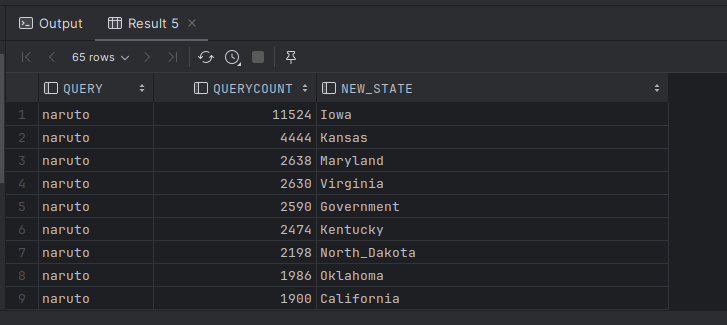 Output Result 5
65 rows
QUERY QUERYCOUNT NEW_STATE
1 naruto 11524 Iowa
2 naruto 4444 Kansas
3 naruto 2638 Maryland
4 naruto 2630 Virginia
5 naruto 2590 Government
6 naruto 2474 Kentucky
7 naruto 2198 North_Dakota
8 naruto 1986 Oklahoma
9 naruto 1900 California